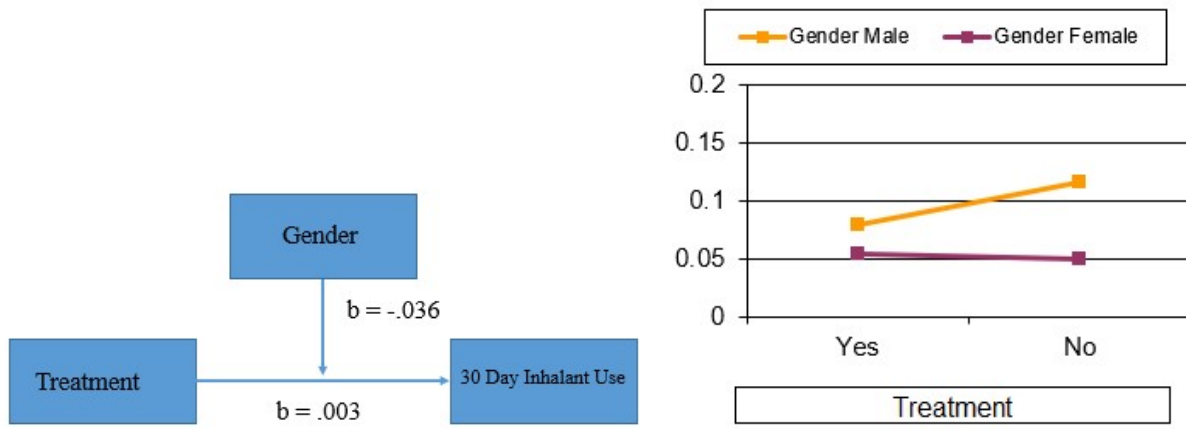 Gender
b = -.036
Treatment
30 Day Inhalant Use
b = .003
Gender Male Gender Female
0.2
0.15
0.1
0.05
0
Yes No
Treatment